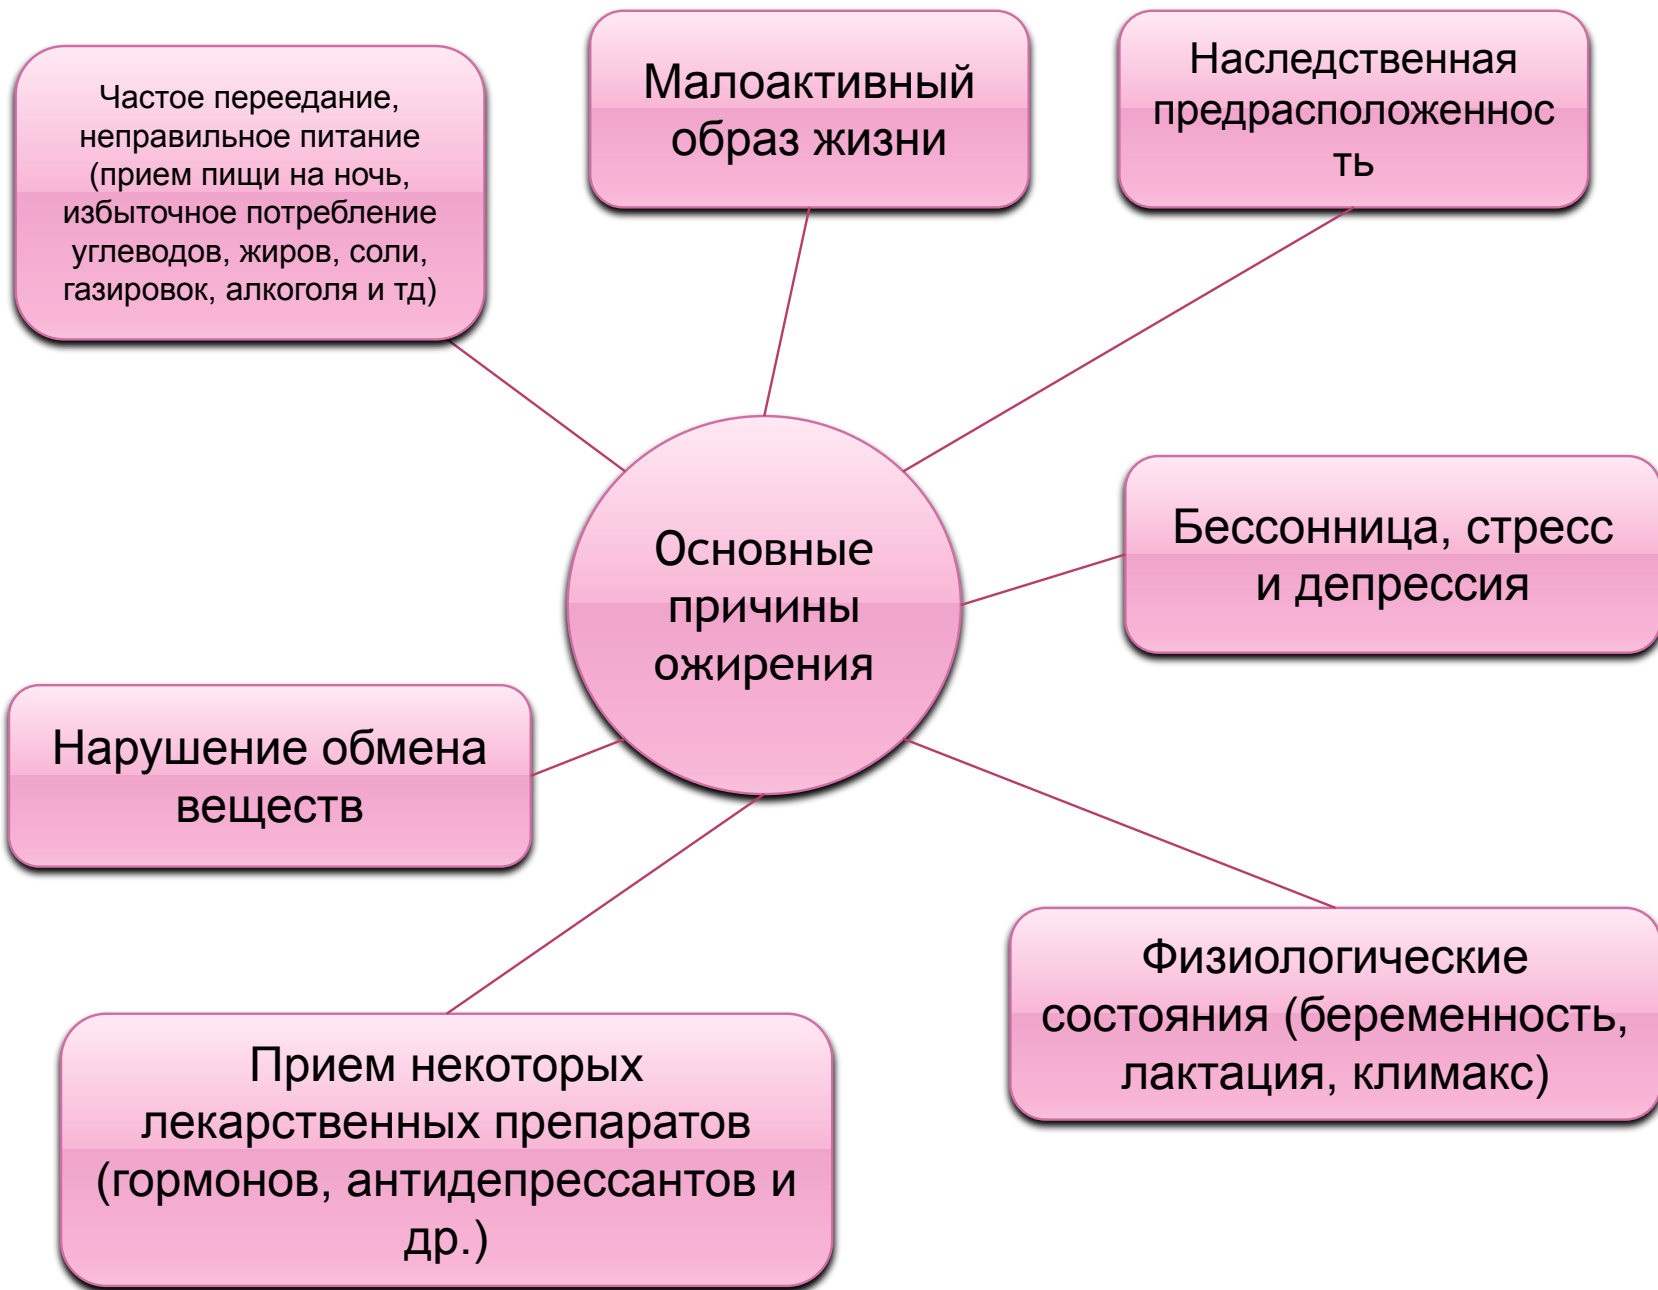 Частое переедание,
неправильное питание
(прием пищи на ночь,
избыточное потребление
углеводов, жиров, соли,
газировок, алкоголя и тд)
Малоактивный
образ жизни
Наследственная
предрасположеннос
ть
Основные
причины
ожирения
Бессонница, стресс
и депрессия
Нарушение обмена
веществ
Физиологические
состояния (беременность,
лактация, климакс)
Прием некоторых
лекарственных препаратов
(гормонов, антидепрессантов и
др.)